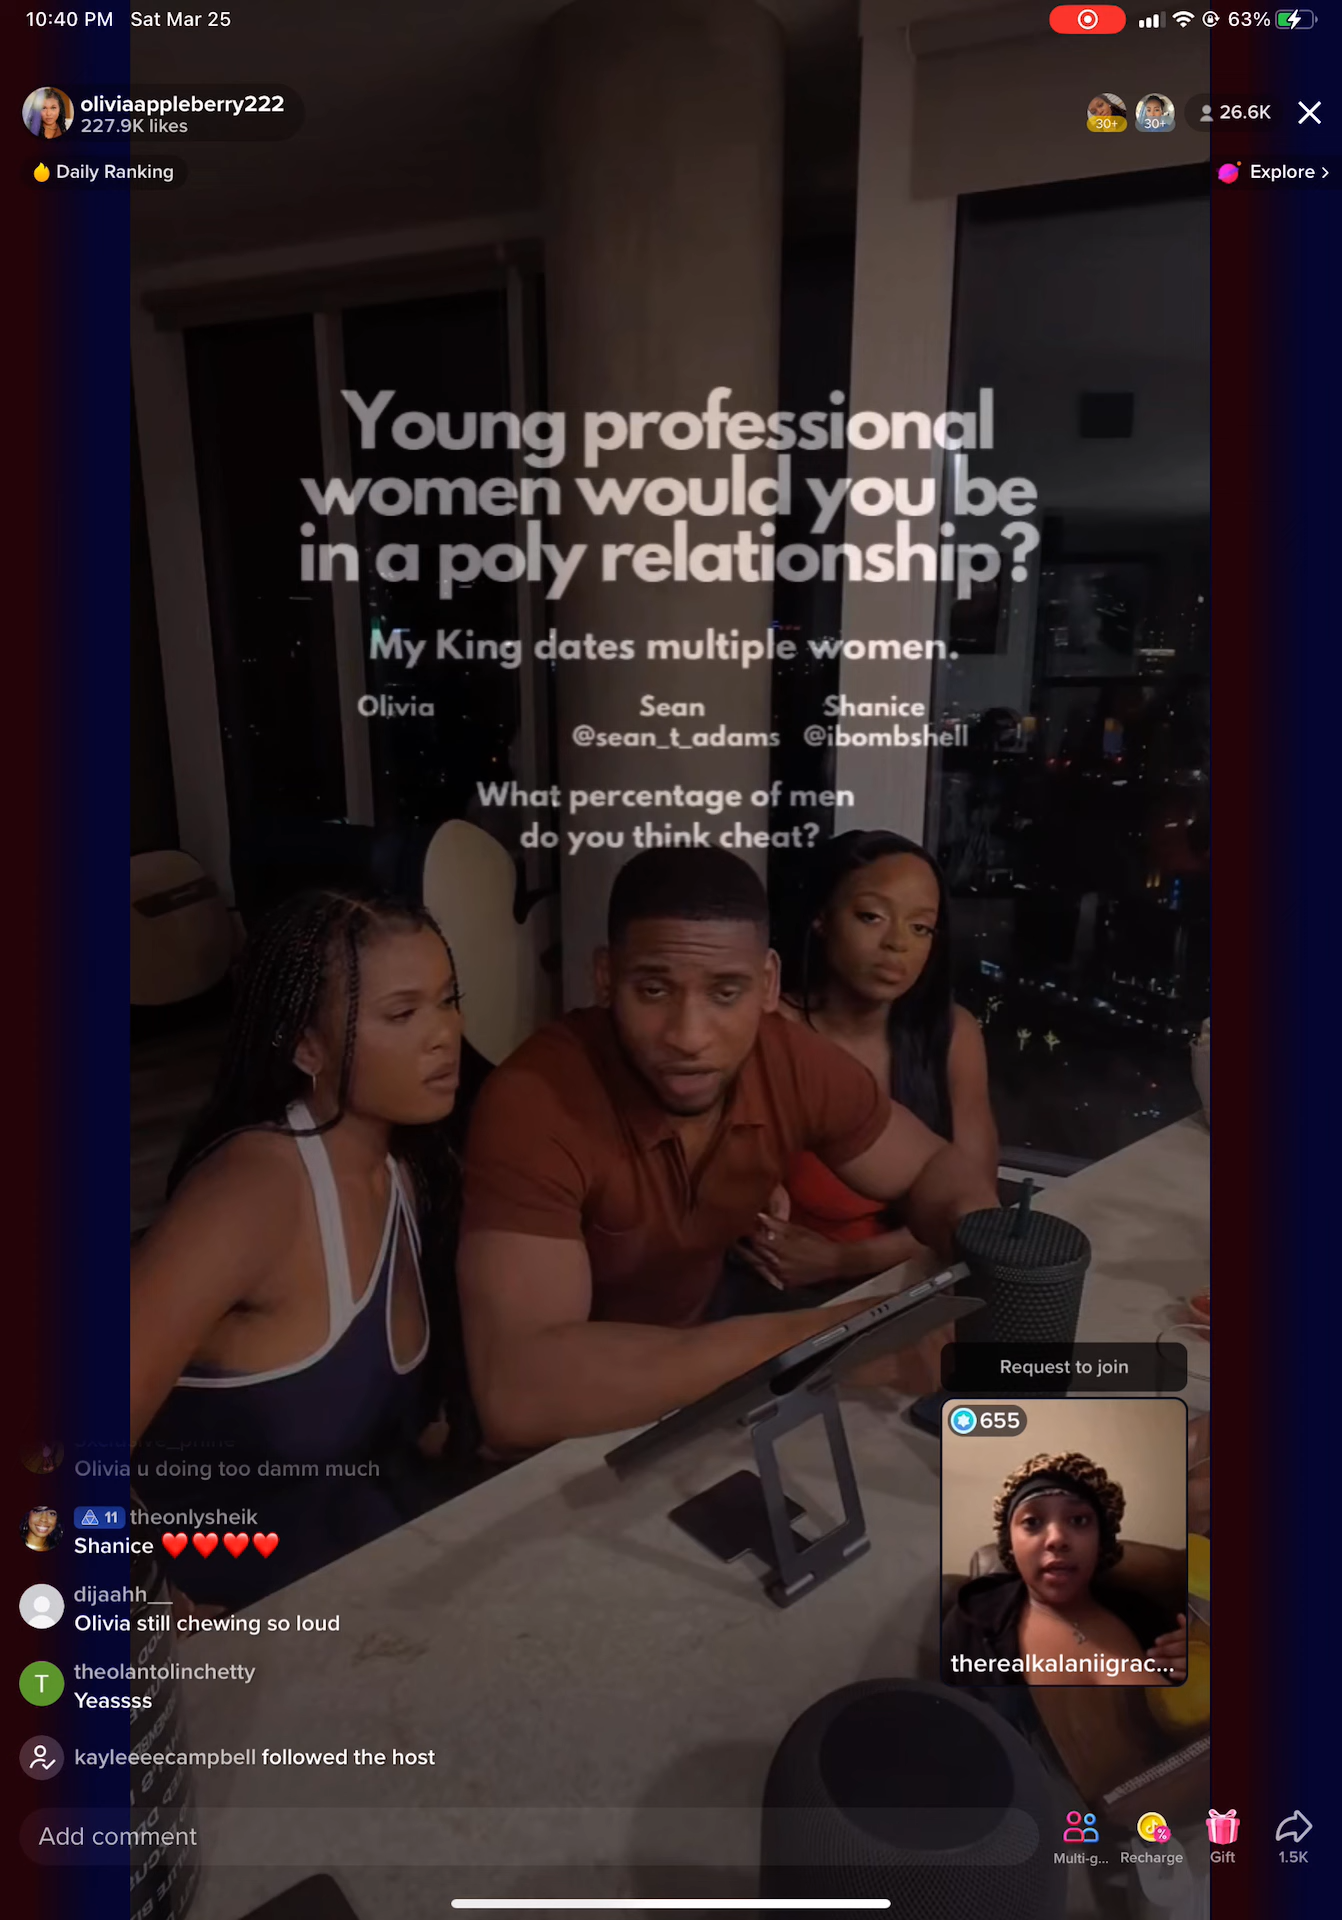 10:40 PM Sat Mar 25
63%
oliviaappleberry222
227.9K likes
30+
30+
26.6K
Daily Ranking
Explore >
Young professional
women would you be
in a poly relationship?
My King dates multiple women.
Olivia Sean Shanice
@sean_t_adams @ibombshell
What percentage of men
do you think cheat?
Request to join
655
therealkalaniigrac...
Olivia u doing too damm much
11 theonlysheik
Shanice ❤️❤️❤️❤️
dijaahh__
Olivia still chewing so loud
T
theolantolinchetty
Yeassss
kayleeeecampbell followed the host
Add comment
Multi-g...
Recharge
Gift
1.5K